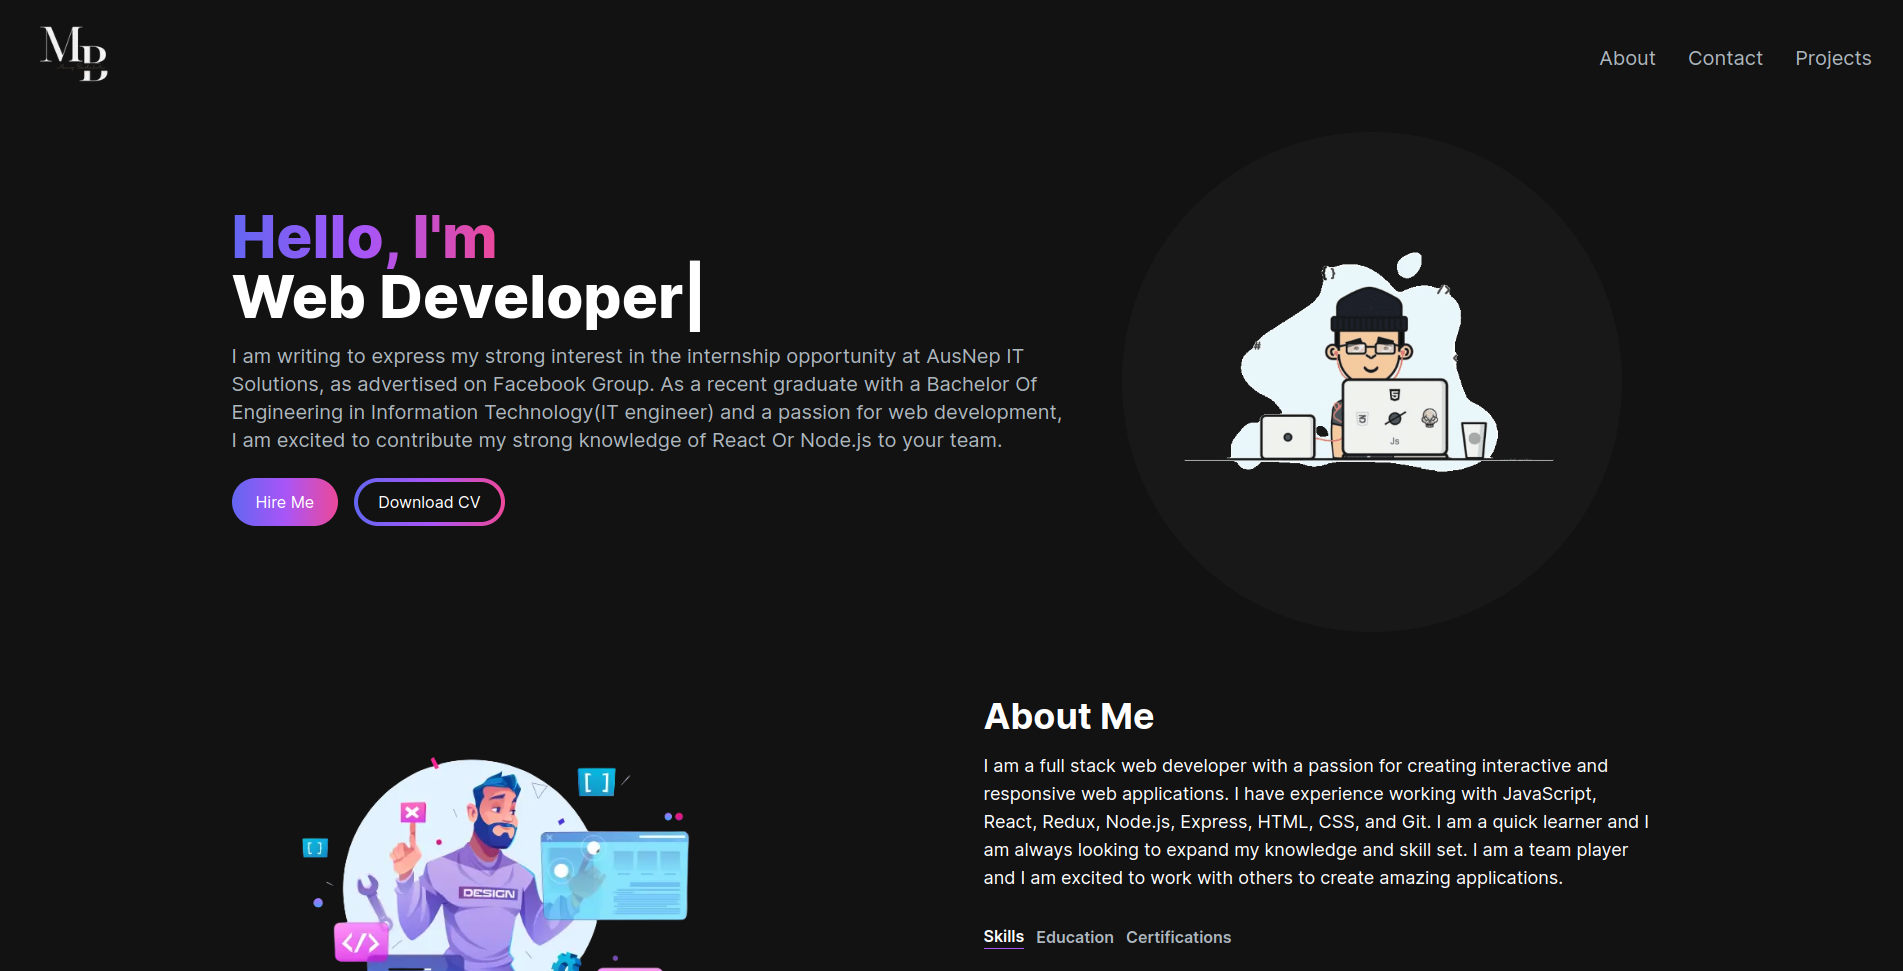 MB
About Contact Projects
Hello, I'm
Web Developer|
I am writing to express my strong interest in the internship opportunity at AusNep IT
Solutions, as advertised on Facebook Group. As a recent graduate with a Bachelor Of
Engineering in Information Technology(IT engineer) and a passion for web development,
I am excited to contribute my strong knowledge of React Or Node.js to your team.
Hire Me Download CV
{}
/>
#
5
Js
About Me
I am a full stack web developer with a passion for creating interactive and
responsive web applications. I have experience working with JavaScript,
React, Redux, Node.js, Express, HTML, CSS, and Git. I am a quick learner and I
am always looking to expand my knowledge and skill set. I am a team player
and I am excited to work with others to create amazing applications.
Skills Education Certifications
[ ]
[ ]
DESIGN
</>